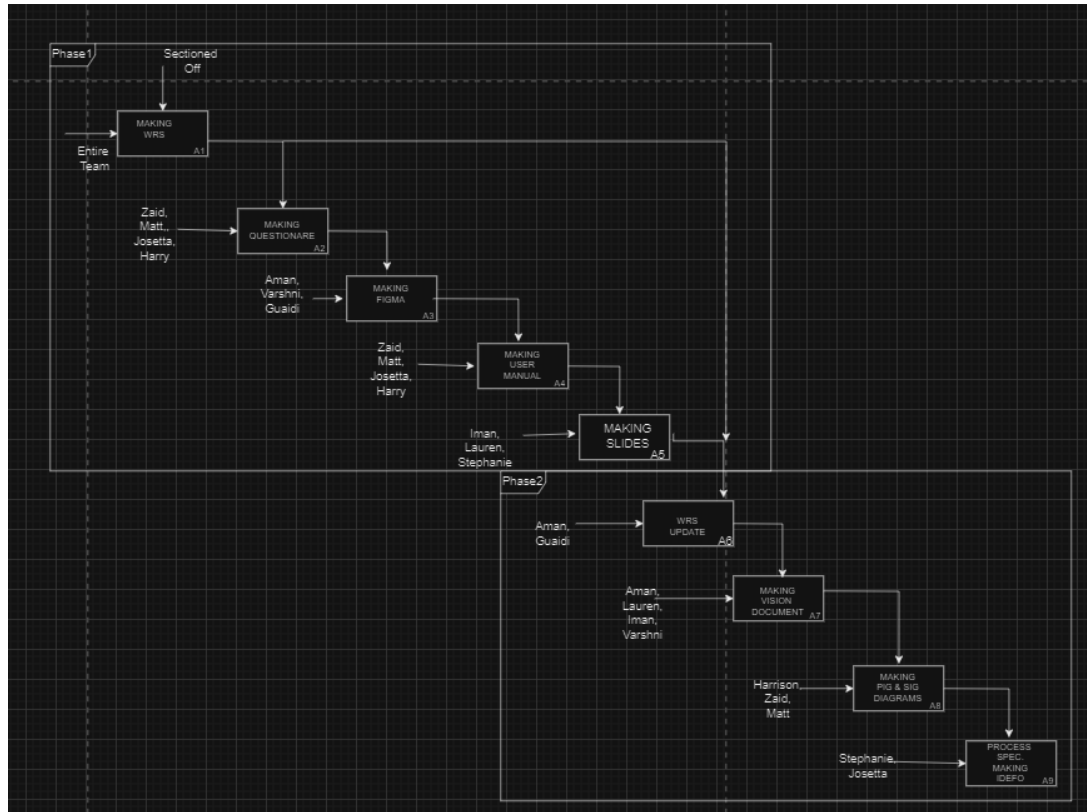 Phase1
Sectioned
Off
MAKING
WRS
A1
Entire
Team
Zaid,
Matt,,
Josetta,
Harry
MAKING
QUESTIONARE
A2
Aman,
Varshni,
Guaidi
MAKING
FIGMA
A3
Zaid,
Matt,
Josetta,
Harry
MAKING
USER
MANUAL
A4
Iman,
Lauren,
Stephanie
MAKING
SLIDES
A5
Phase2
Aman,
Guaidi
WRS
UPDATE
A6
Aman,
Lauren,
Iman,
Varshni
MAKING
VISION
DOCUMENT
A7
Harrison,
Zaid,
Matt
MAKING
PIG & SIG
DIAGRAMS
A8
Stephanie,
Josetta
PROCESS
SPEC.
MAKING
IDEFO
A9